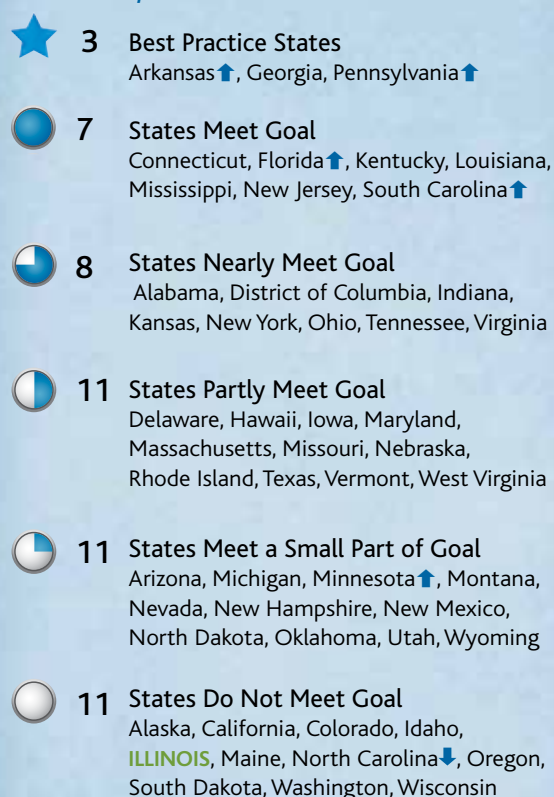 3 Best Practice States
Arkansas⬆, Georgia, Pennsylvania⬆
7 States Meet Goal
Connecticut, Florida⬆, Kentucky, Louisiana,
Mississippi, New Jersey, South Carolina⬆
8 States Nearly Meet Goal
Alabama, District of Columbia, Indiana,
Kansas, New York, Ohio, Tennessee, Virginia
11 States Partly Meet Goal
Delaware, Hawaii, Iowa, Maryland,
Massachusetts, Missouri, Nebraska,
Rhode Island, Texas, Vermont, West Virginia
11 States Meet a Small Part of Goal
Arizona, Michigan, Minnesota⬆, Montana,
Nevada, New Hampshire, New Mexico,
North Dakota, Oklahoma, Utah, Wyoming
11 States Do Not Meet Goal
Alaska, California, Colorado, Idaho,
ILLINOIS, Maine, North Carolina⬇, Oregon,
South Dakota, Washington, Wisconsin